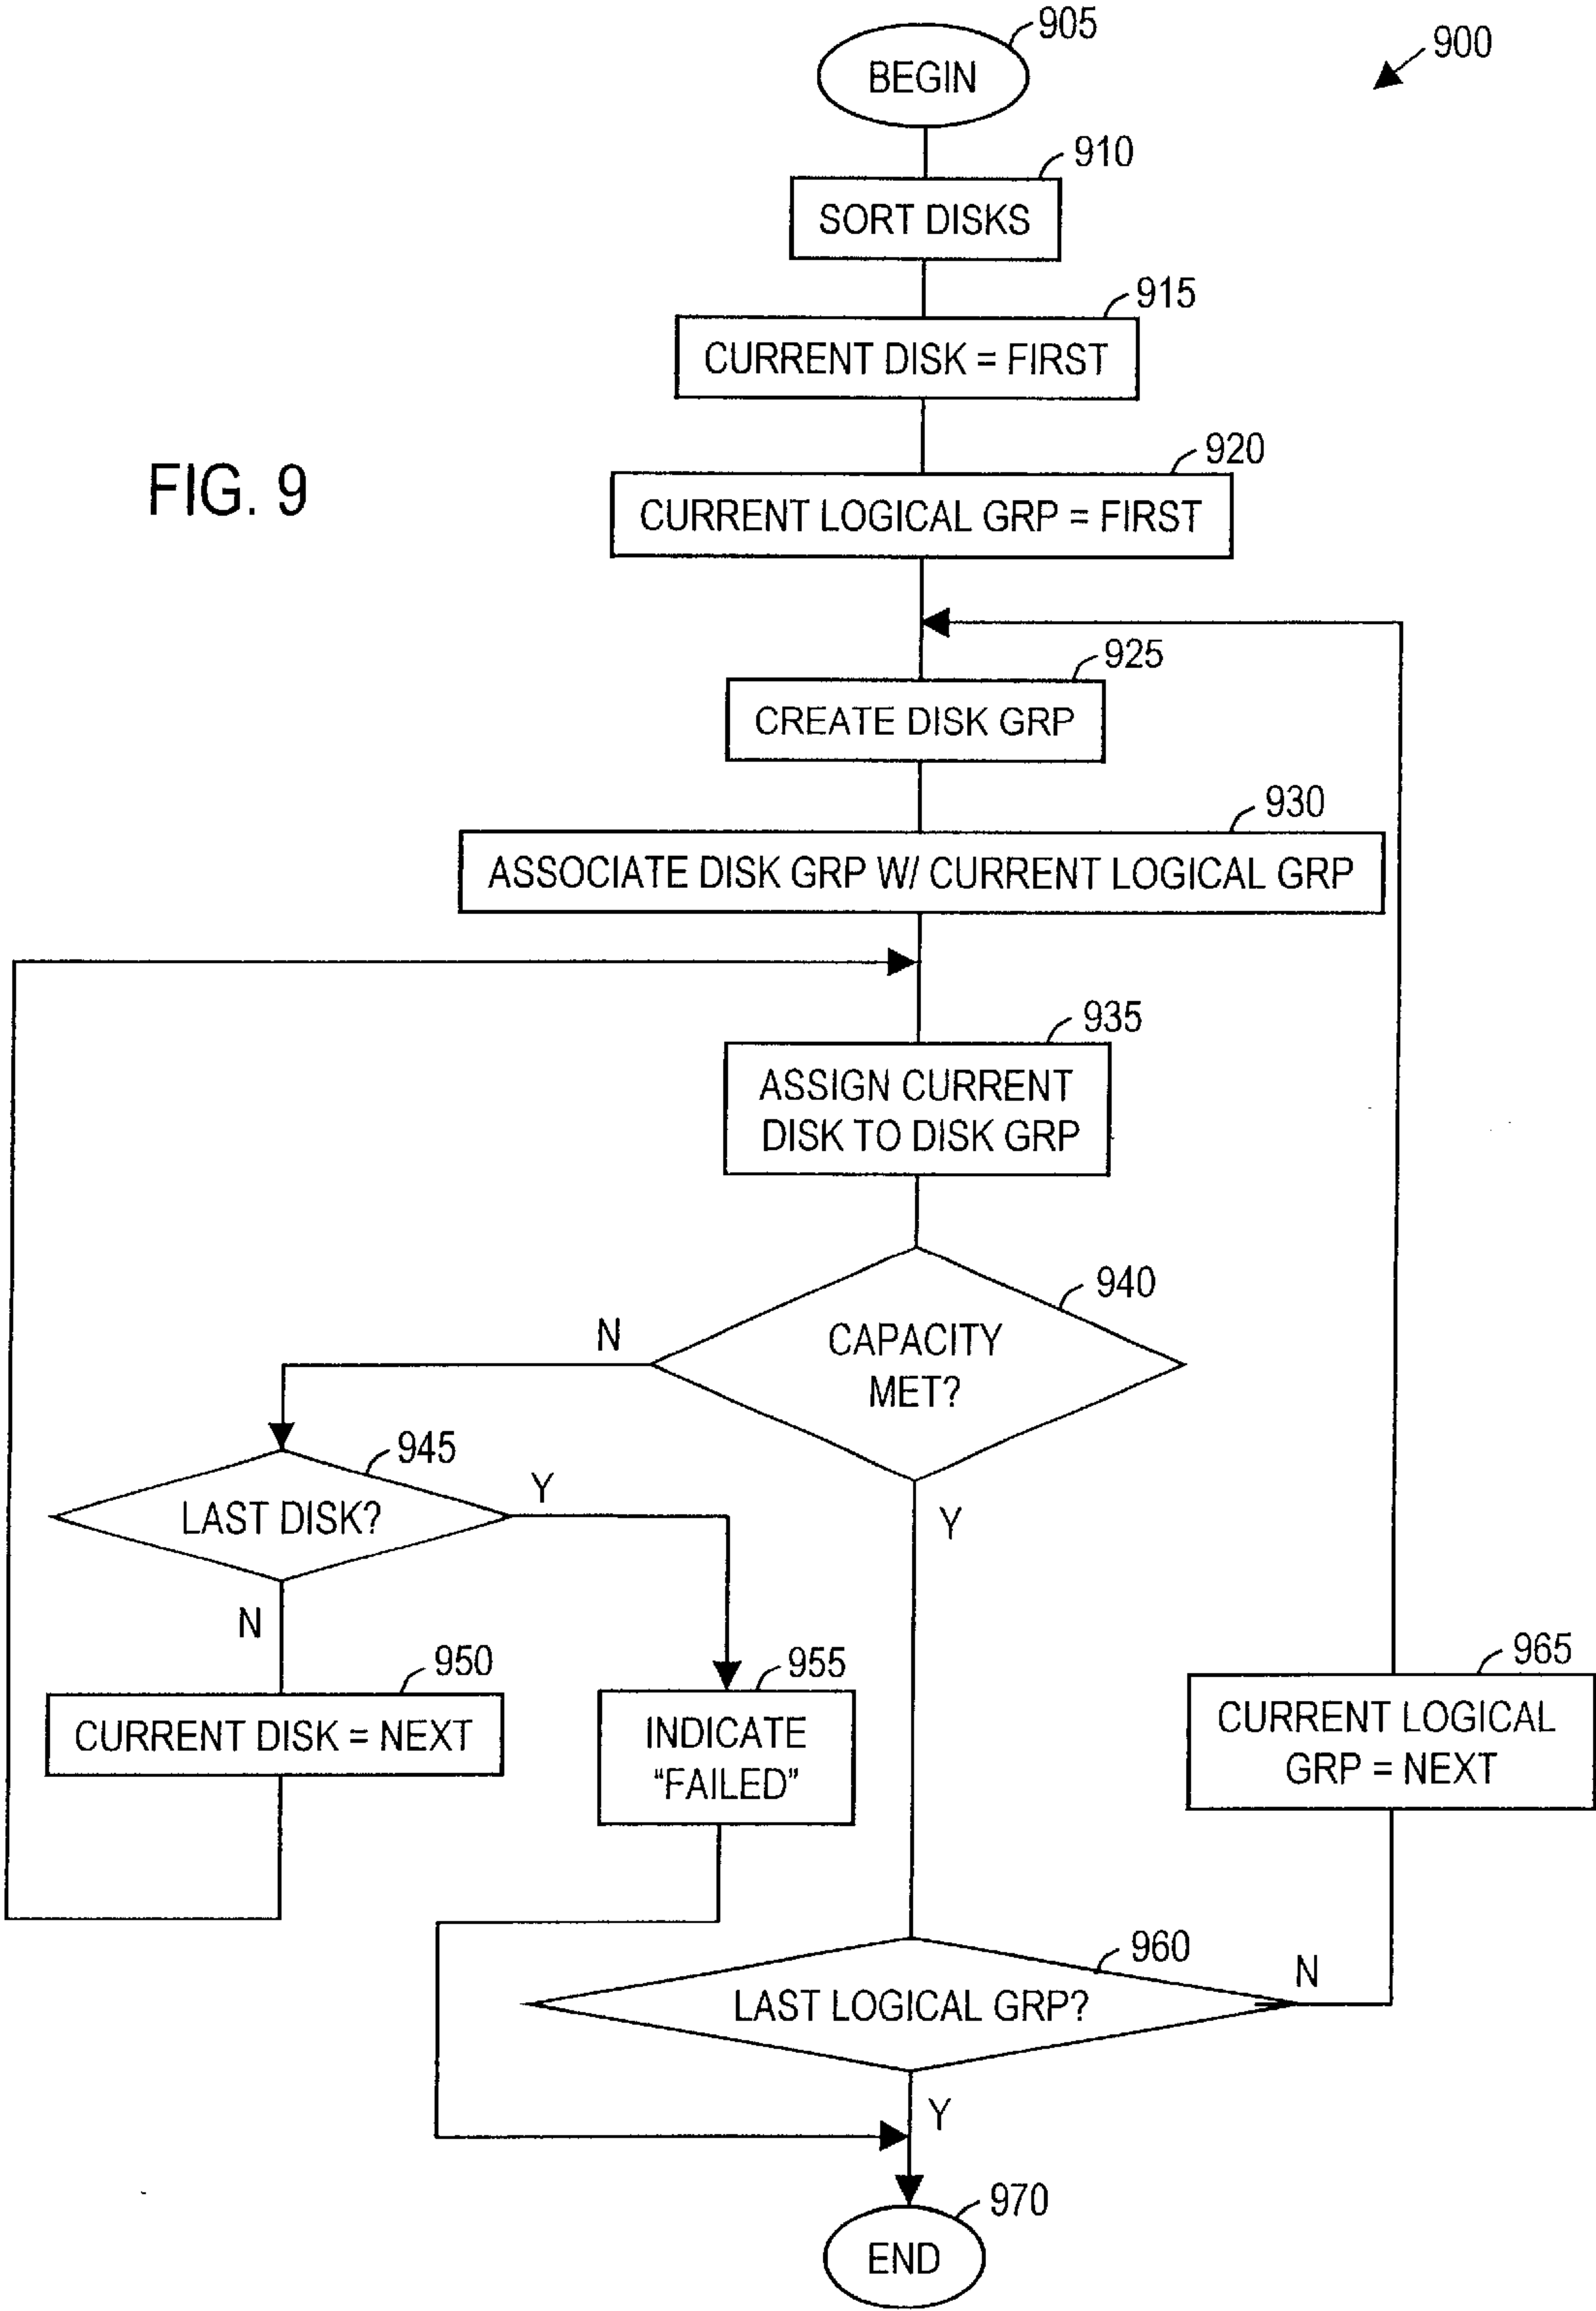 905
BEGIN
900
910
SORT DISKS
915
CURRENT DISK = FIRST
FIG. 9
920
CURRENT LOGICAL GRP = FIRST
925
CREATE DISK GRP
930
ASSOCIATE DISK GRP W/ CURRENT LOGICAL GRP
935
ASSIGN CURRENT
DISK TO DISK GRP
940
CAPACITY
MET?
N
Y
945
LAST DISK?
Y
N
950
CURRENT DISK = NEXT
955
INDICATE
“FAILED”
965
CURRENT LOGICAL
GRP = NEXT
960
LAST LOGICAL GRP?
N
Y
970
END